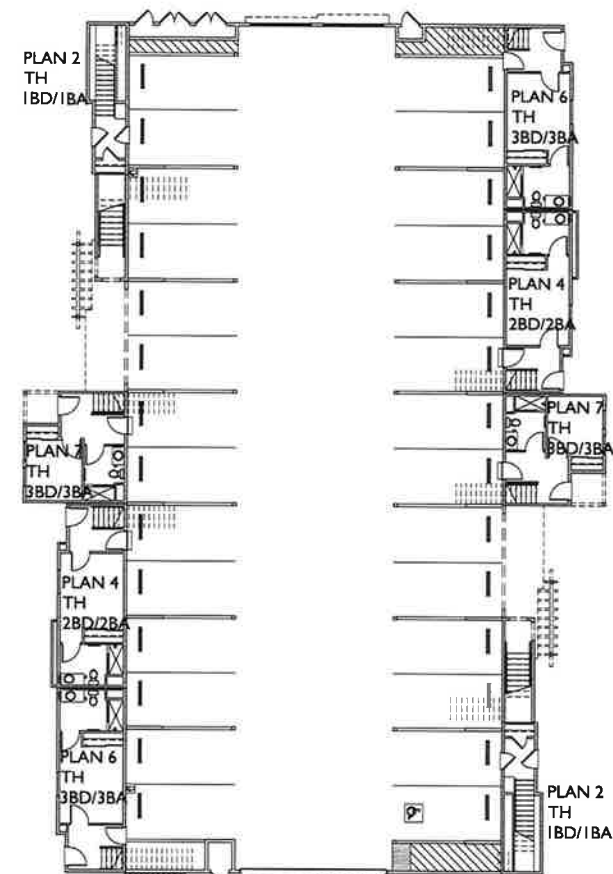 PLAN 2
TH
1BD/1BA
PLAN 6
TH
3BD/3BA
PLAN 4
TH
2BD/2BA
PLAN 7
TH
3BD/3BA
PLAN 7
TH
3BD/3BA
PLAN 4
TH
2BD/2BA
PLAN 6
TH
3BD/3BA
PLAN 2
TH
1BD/1BA